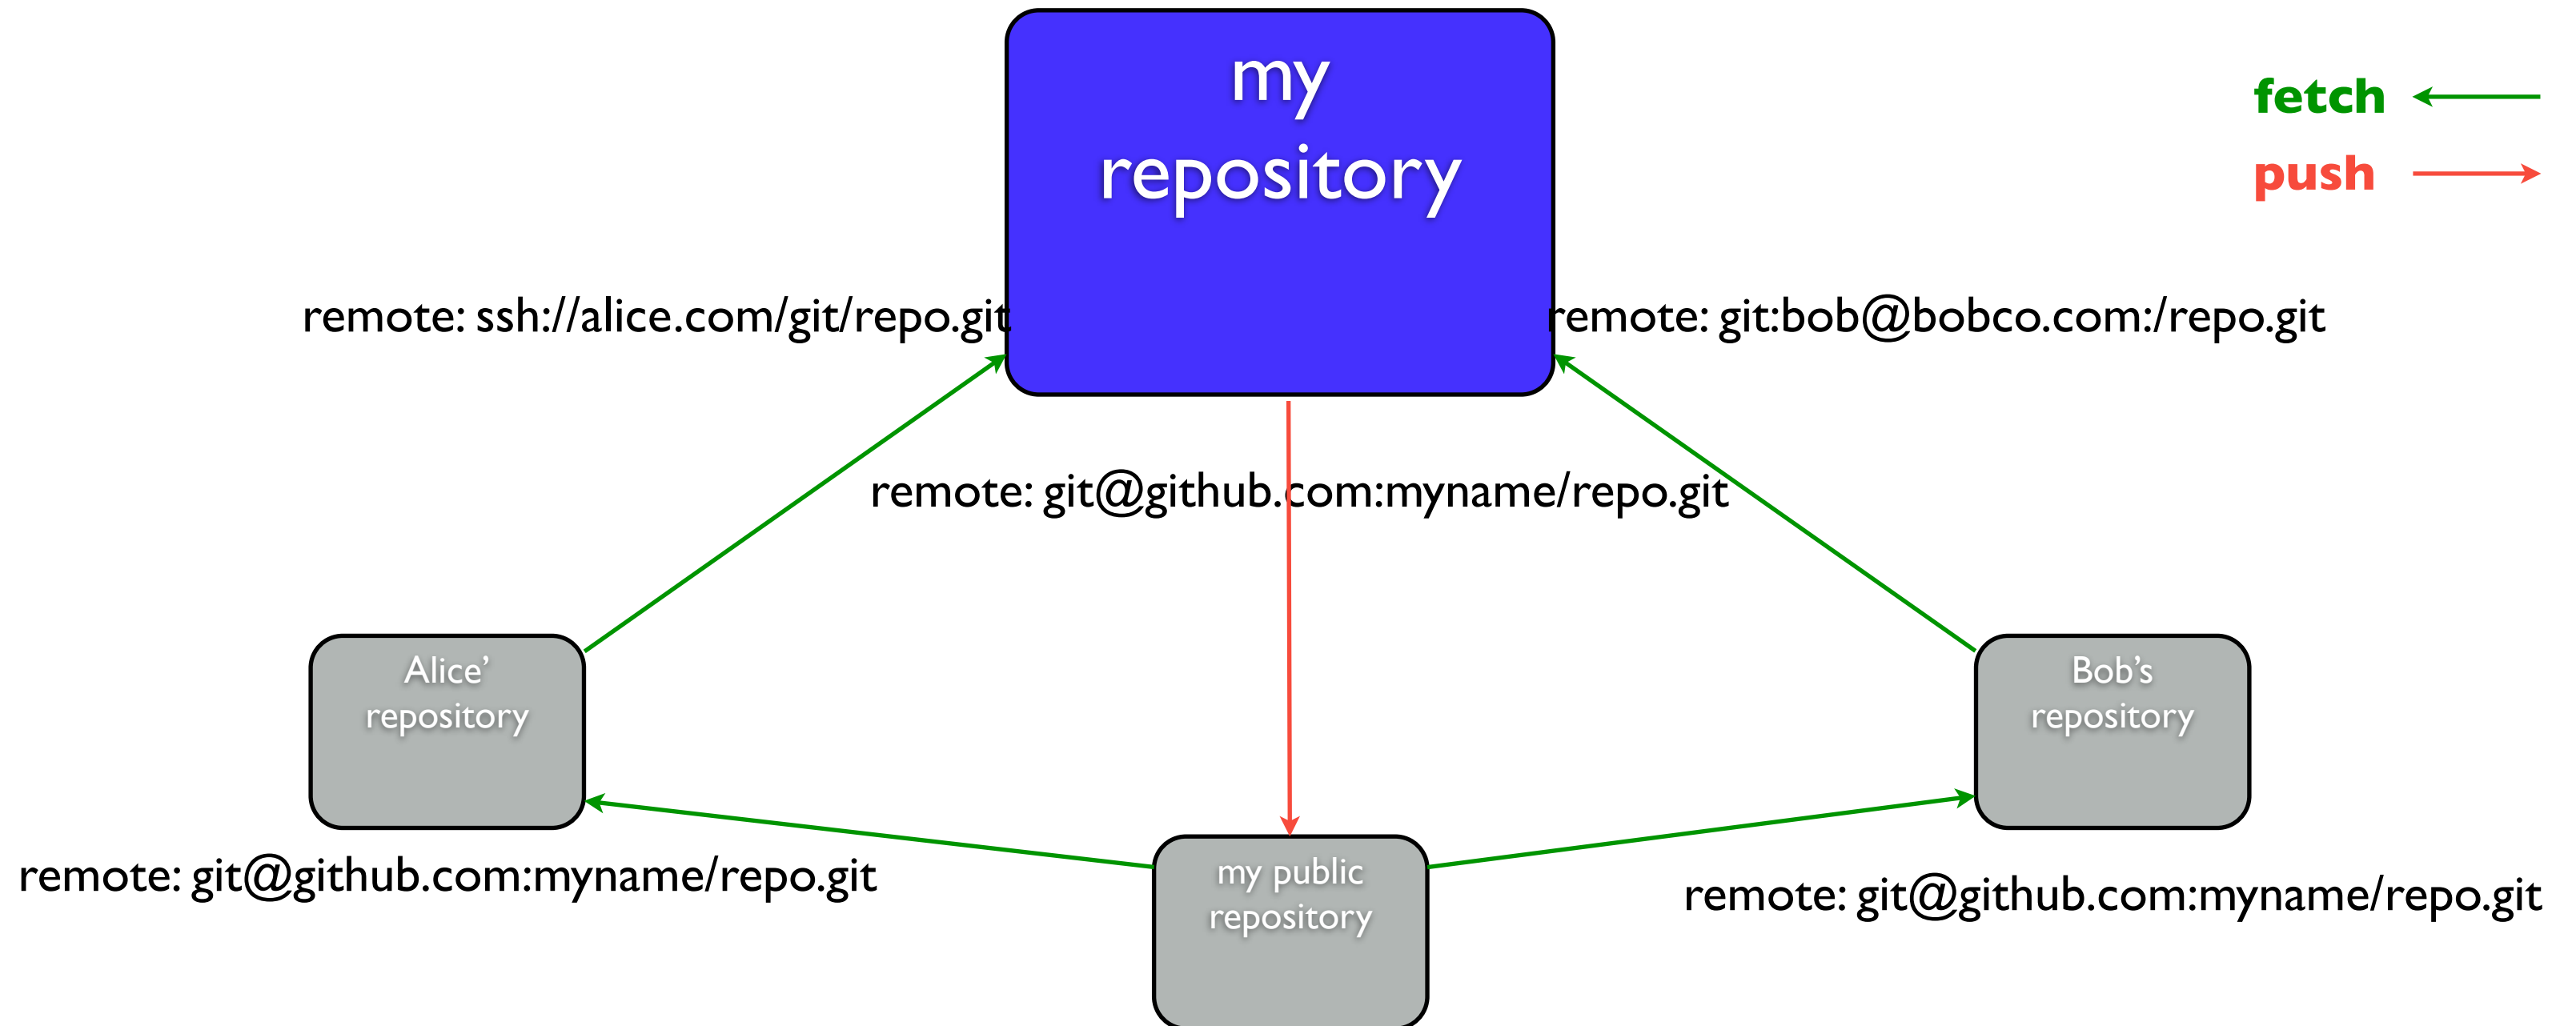 my
repository
fetch
push
remote: ssh://alice.com/git/repo.git
remote: git:bob@bobco.com:/repo.git
remote: git@github.com:myname/repo.git
Alice’
repository
Bob’s
repository
remote: git@github.com:myname/repo.git
my public
repository
remote: git@github.com:myname/repo.git